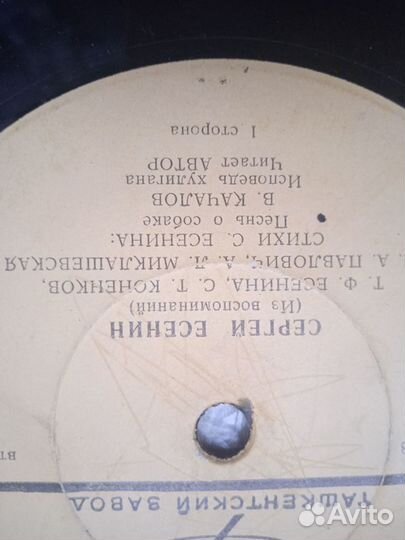 ТАШКЕНТСКИЙ ЗАВОД
СЕРГЕЙ ЕСЕНИН
(Из воспоминаний)
Т. Ф. ЕСЕНИНА, С. Т. КОНЕНКОВ,
А. ПАВЛОВИЧ, А. Л. МИКЛАШЕВСКАЯ
СТИХИ С. ЕСЕНИНА:
Песнь о собаке
В. КАЧАЛОВ
Исповедь хулигана
Читает АВТОР
I сторона
Avito